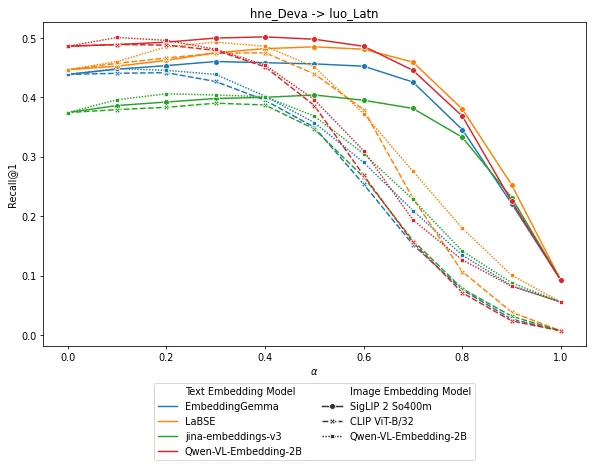 hne_Deva -> luo_Latn
Recall@1
0.5
0.4
0.3
0.2
0.1
0.0
0.0 0.2 0.4 0.6 0.8 1.0
α
Text Embedding Model Image Embedding Model
EmbeddingGemma SigLIP 2 So400m
LaBSE CLIP ViT-B/32
jina-embeddings-v3 Qwen-VL-Embedding-2B
Qwen-VL-Embedding-2B